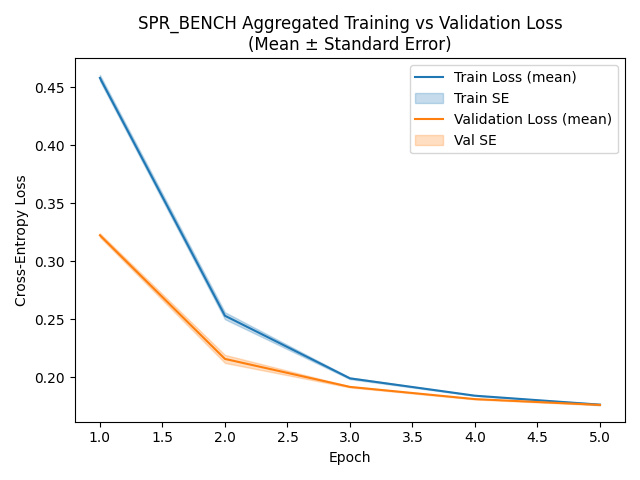 SPR_BENCH Aggregated Training vs Validation Loss
(Mean ± Standard Error)
Train Loss (mean)
Train SE
Validation Loss (mean)
Val SE
Cross-Entropy Loss
0.45
0.40
0.35
0.30
0.25
0.20
1.0 1.5 2.0 2.5 3.0 3.5 4.0 4.5 5.0
Epoch